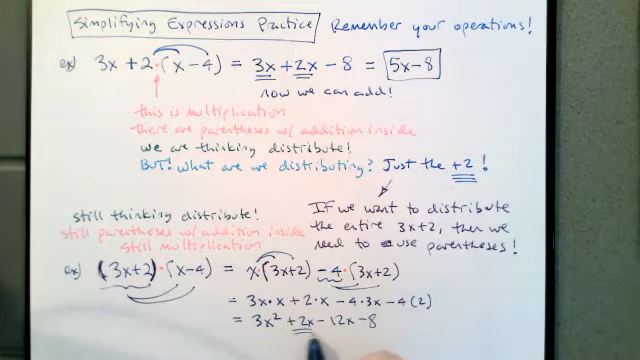 Simplifying Expressions Practice Remember your operations!
ex) 3x + 2·(x-4) = 3x + 2x - 8 = 5x-8
now we can add!
this is multiplication
there are parentheses w/ addition inside
we are thinking distribute!
BUT! What are we distributing? Just the +2!
If we want to distribute
the entire 3x+2, then we
need to use parentheses!
still thinking distribute!
still parentheses w/ addition inside
still multiplication
ex) (3x+2)·(x-4) = x·(3x+2) -4·(3x+2)
= 3x·x + 2·x - 4·3x - 4(2)
= 3x² + 2x - 12x - 8